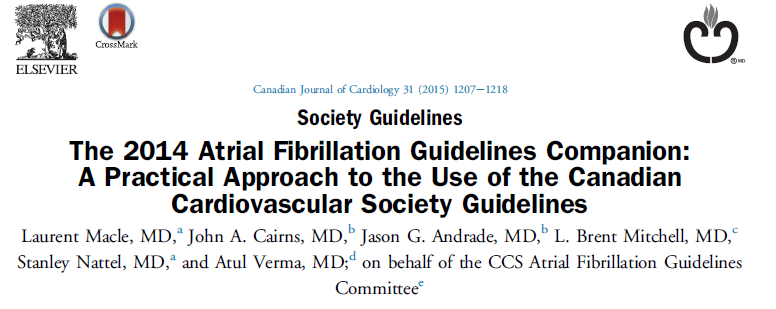 ELSEVIER
CrossMark
®MD
Canadian Journal of Cardiology 31 (2015) 1207–1218
Society Guidelines
The 2014 Atrial Fibrillation Guidelines Companion:
A Practical Approach to the Use of the Canadian
Cardiovascular Society Guidelines
Laurent Macle, MD,ᵃ John A. Cairns, MD,ᵇ Jason G. Andrade, MD,ᵇ L. Brent Mitchell, MD,ᶜ
Stanley Nattel, MD,ᵃ and Atul Verma, MD;ᵈ on behalf of the CCS Atrial Fibrillation Guidelines
Committeeᵉ